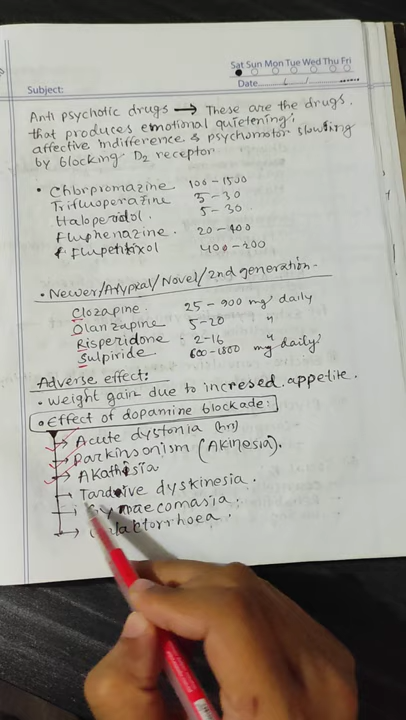 Sat Sun Mon Tue Wed Thu Fri
Subject:
Date
Anti psychotic drugs → These are the drugs.
that produces emotional quietening,
affective indifference & psychomotor slowing
by blocking D2 receptor
• Chlorpromazine 100-1500
Trifluoperazine 5-30
Haloperidol. 5-30.
Fluphenazine. 20-400
Flupentixol 400-200
• Newer/Atypical/Novel/2nd generation.
Clozapine. 25-900 mg daily
Olanzapine. 5-20 "
Risperidone - 2-16 "
Sulpiride 600-1800 mg daily
Adverse effect:
• Weight gain due to incresed appetite.
• Effect of dopamine blockade:
→ Acute dystonia (hrs)
→ Parkinsonism (Akinesia).
→ Akathisia
→ Tardive dyskinesia.